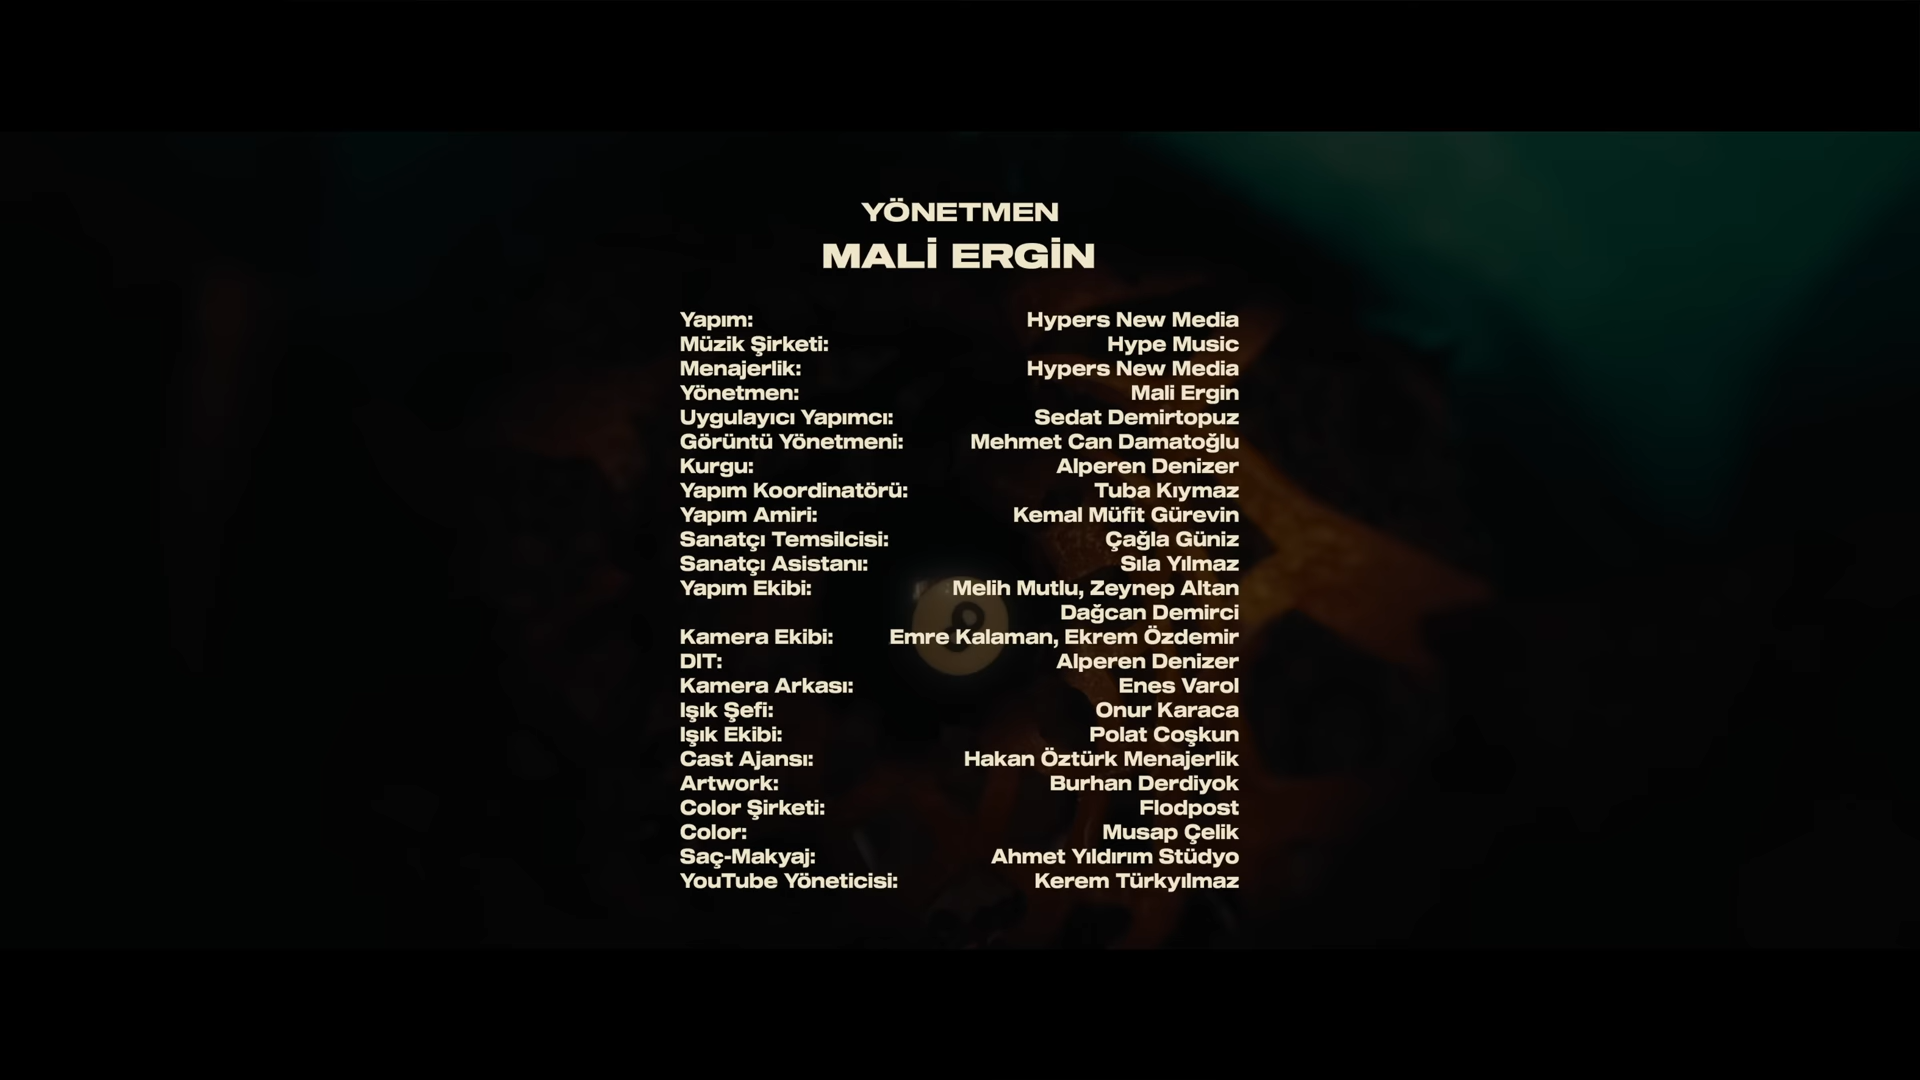 YÖNETMEN
MALİ ERGİN
Yapım: Hypers New Media
Müzik Şirketi: Hype Music
Menajerlik: Hypers New Media
Yönetmen: Mali Ergin
Uygulayıcı Yapımcı: Sedat Demirtopuz
Görüntü Yönetmeni: Mehmet Can Damatoğlu
Kurgu: Alperen Denizer
Yapım Koordinatörü: Tuba Kıymaz
Yapım Amiri: Kemal Müfit Gürevin
Sanatçı Temsilcisi: Çağla Güniz
Sanatçı Asistanı: Sıla Yılmaz
Yapım Ekibi: Melih Mutlu, Zeynep Altan
Dağcan Demirci
Kamera Ekibi: Emre Kalaman, Ekrem Özdemir
DIT: Alperen Denizer
Kamera Arkası: Enes Varol
Işık Şefi: Onur Karaca
Işık Ekibi: Polat Coşkun
Cast Ajansı: Hakan Öztürk Menajerlik
Artwork: Burhan Derdiyok
Color Şirketi: Flodpost
Color: Musap Çelik
Saç-Makyaj: Ahmet Yıldırım Stüdyo
YouTube Yöneticisi: Kerem Türkyılmaz
8